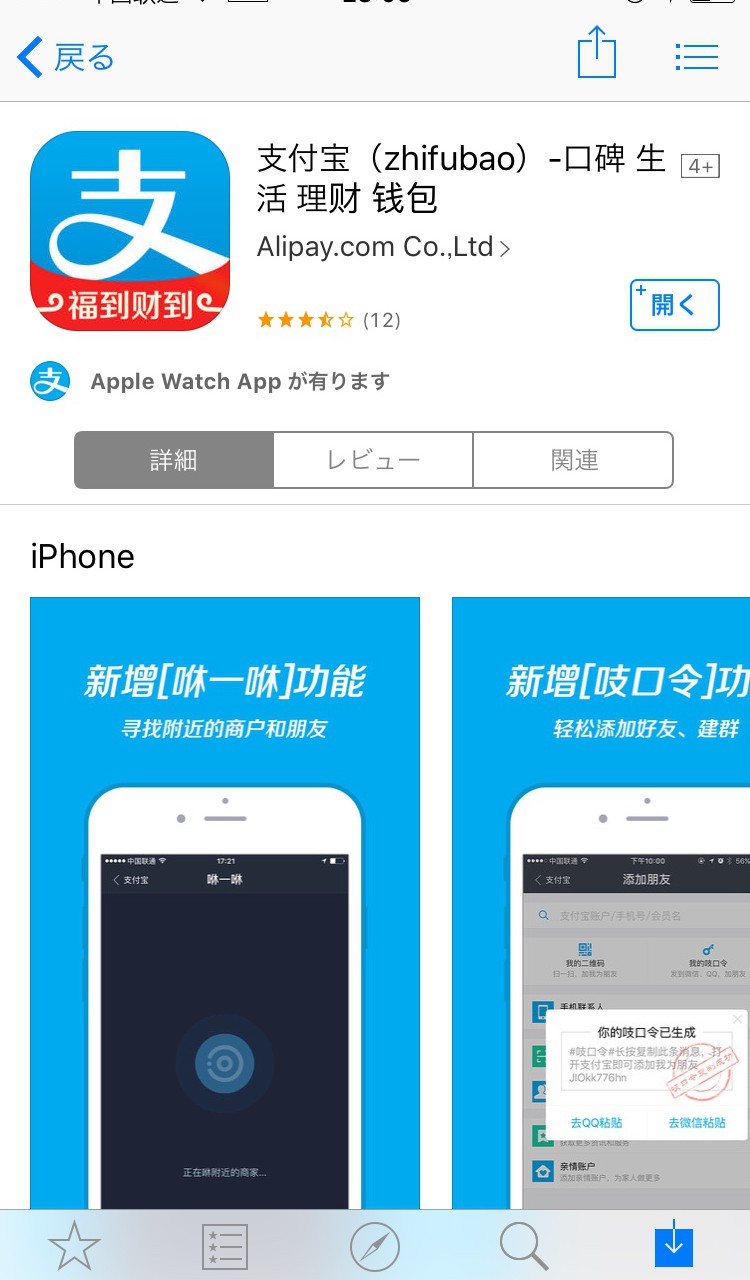 戻る
支付宝（zhifubao）-口碑 生
活 理财 钱包
4+
Alipay.com Co.,Ltd
(12)
開く
支
福到财到
支
Apple Watch App が有ります
詳細
レビュー
関連
iPhone
新增[咻一咻]功能
寻找附近的商户和朋友
中国联通
17:21
支付宝
咻一咻
正在咻附近的商家...
新增[吱口令]功
轻松添加好友、建群
中国联通
下午10:00
56%
支付宝
添加朋友
支付宝账户/手机号/会员名
我的二维码
扫一扫，加我为朋友
我的吱口令
发到微信、QQ，加朋友
手机联系人
你的吱口令已生成
#吱口令#长按复制此条消息，打
开支付宝即可添加我为朋友
JIOkk776hn
吱口令复制成功
去QQ粘贴
去微信粘贴
获取更多资讯和服务
亲情账户
添加亲情账户，为家人做更多